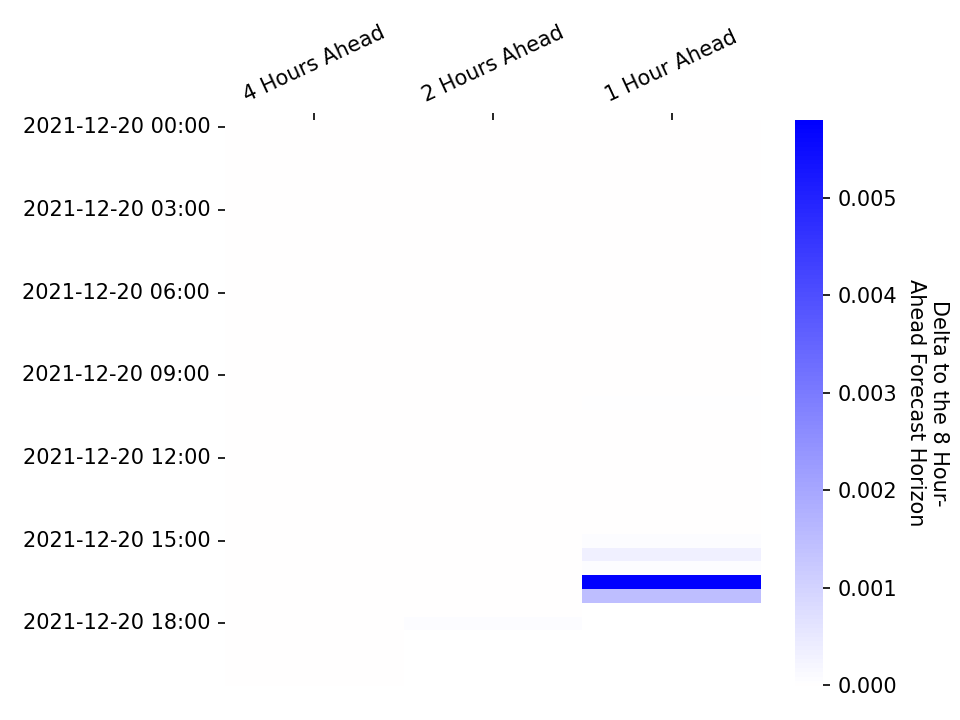 4 Hours Ahead
2 Hours Ahead
1 Hour Ahead
2021-12-20 00:00
2021-12-20 03:00
2021-12-20 06:00
2021-12-20 09:00
2021-12-20 12:00
2021-12-20 15:00
2021-12-20 18:00
0.005
0.004
0.003
0.002
0.001
0.000
Delta to the 8 Hour-
Ahead Forecast Horizon